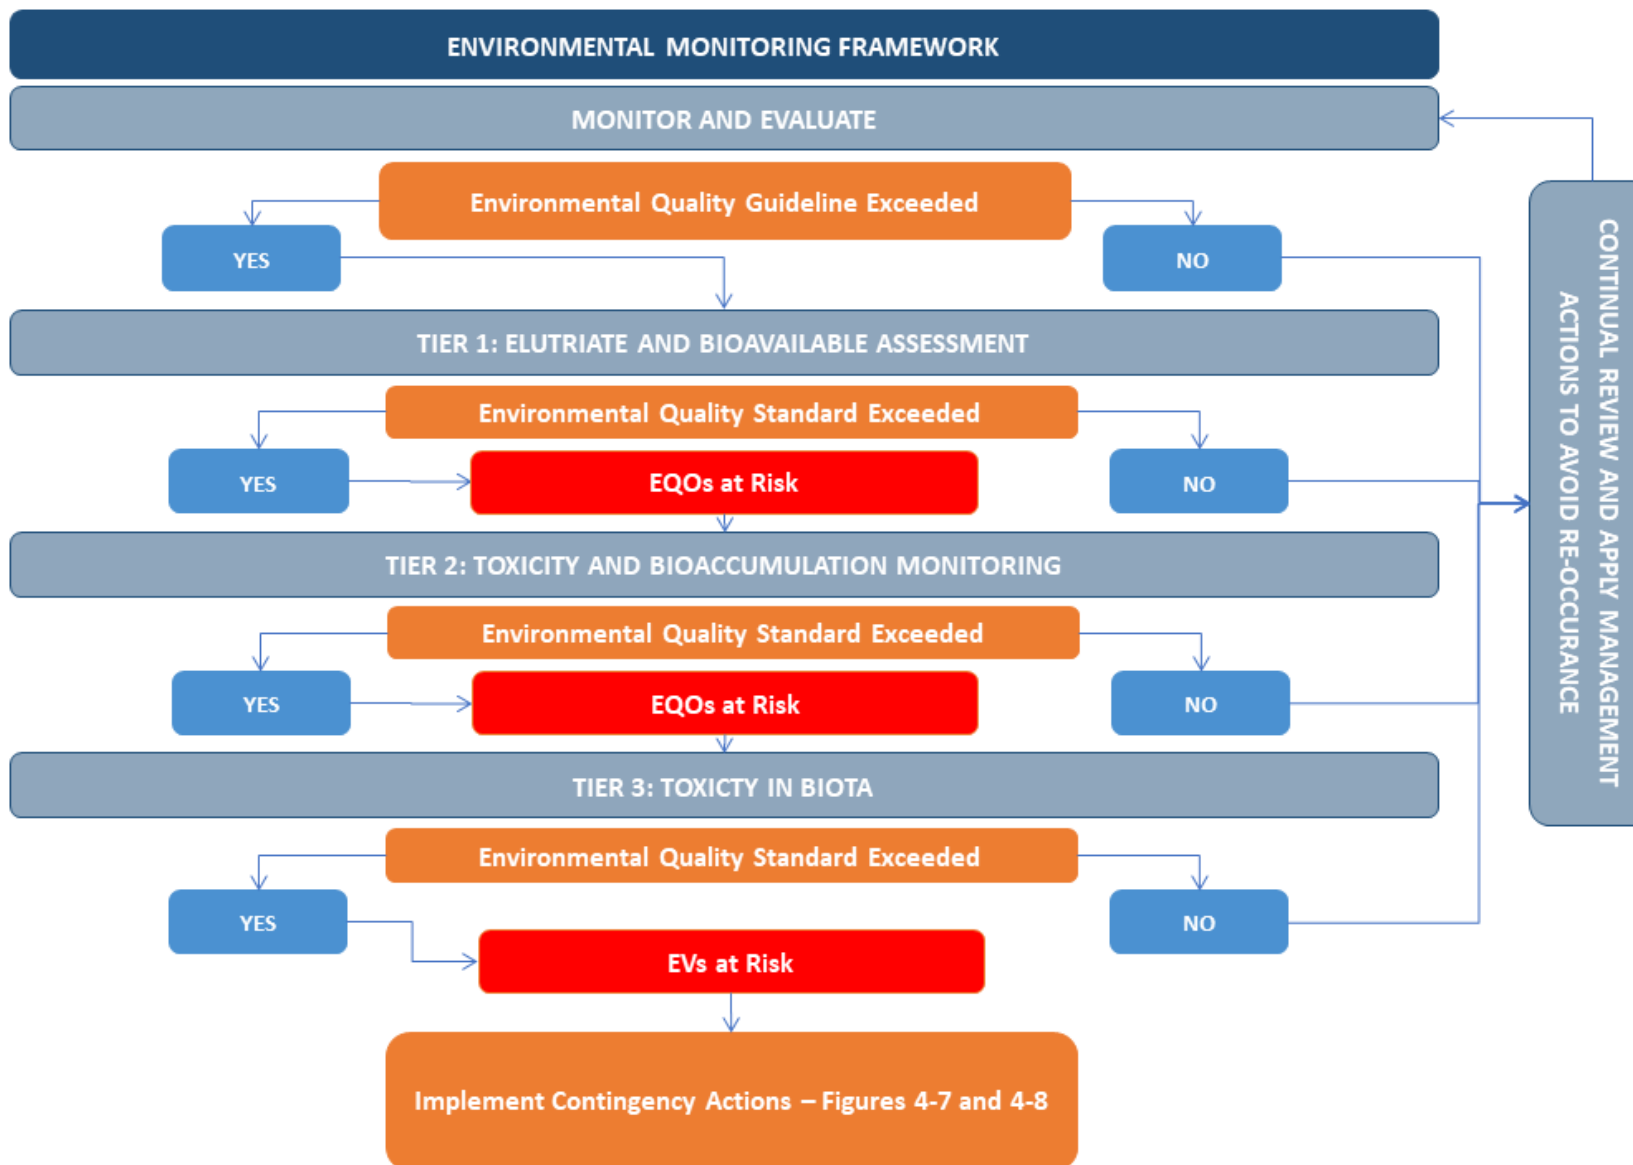 ENVIRONMENTAL MONITORING FRAMEWORK
MONITOR AND EVALUATE
Environmental Quality Guideline Exceeded
YES
NO
TIER 1: ELUTRIATE AND BIOAVAILABLE ASSESSMENT
Environmental Quality Standard Exceeded
YES
EQOs at Risk
NO
TIER 2: TOXICITY AND BIOACCUMULATION MONITORING
Environmental Quality Standard Exceeded
YES
EQOs at Risk
NO
TIER 3: TOXICTY IN BIOTA
Environmental Quality Standard Exceeded
YES
NO
EVs at Risk
Implement Contingency Actions – Figures 4-7 and 4-8
CONTINUAL REVIEW AND APPLY MANAGEMENT
ACTIONS TO AVOID RE-OCCURANCE